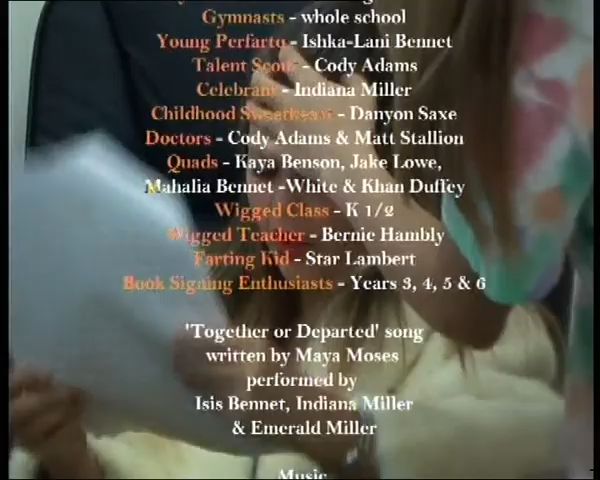 Gymnasts - whole school
Young Perfarto - Ishka-Lani Bennet
Talent Scout - Cody Adams
Celebrant - Indiana Miller
Childhood Sweetheart - Danyon Saxe
Doctors - Cody Adams & Matt Stallion
Quads - Kaya Benson, Jake Lowe,
Mahalia Bennet -White & Khan Duffey
Wigged Class - K 1/2
Wigged Teacher - Bernie Hambly
Farting Kid - Star Lambert
Book Signing Enthusiasts - Years 3, 4, 5 & 6
'Together or Departed' song
written by Maya Moses
performed by
Isis Bennet, Indiana Miller
& Emerald Miller
Music